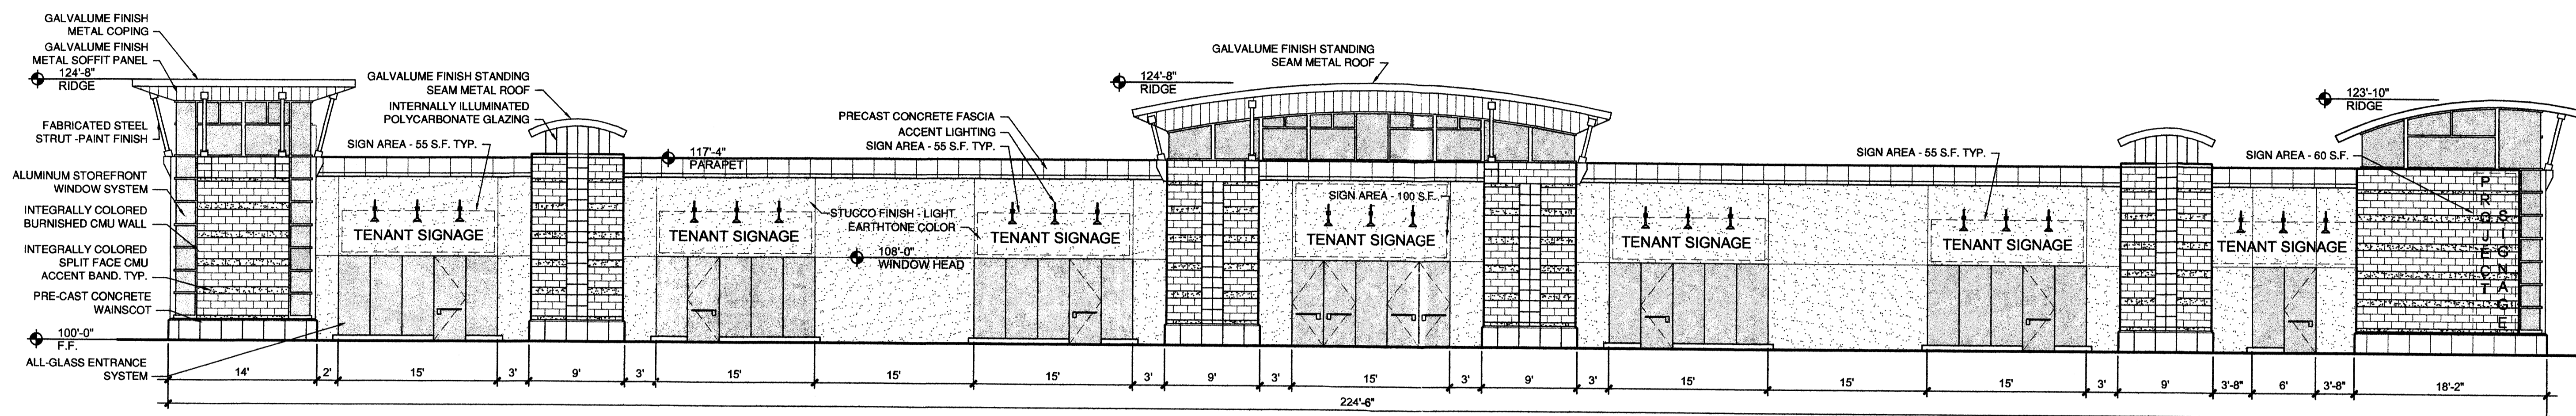 GALVALUME FINISH
METAL COPING
GALVALUME FINISH
METAL SOFFIT PANEL
124'-8"
RIDGE
FABRICATED STEEL
STRUT -PAINT FINISH
ALUMINUM STOREFRONT
WINDOW SYSTEM
INTEGRALLY COLORED
BURNISHED CMU WALL
INTEGRALLY COLORED
SPLIT FACE CMU
ACCENT BAND. TYP.
PRE-CAST CONCRETE
WAINSCOT
100'-0"
F.F.
ALL-GLASS ENTRANCE
SYSTEM
GALVALUME FINISH STANDING
SEAM METAL ROOF
INTERNALLY ILLUMINATED
POLYCARBONATE GLAZING
SIGN AREA - 55 S.F. TYP.
TENANT SIGNAGE
117'-4"
PARAPET
TENANT SIGNAGE
STUCCO FINISH - LIGHT
EARTHTONE COLOR
108'-0"
WINDOW HEAD
PRECAST CONCRETE FASCIA
ACCENT LIGHTING
SIGN AREA - 55 S.F. TYP.
TENANT SIGNAGE
124'-8"
RIDGE
GALVALUME FINISH STANDING
SEAM METAL ROOF
SIGN AREA - 100 S.F.
TENANT SIGNAGE
TENANT SIGNAGE
SIGN AREA - 55 S.F. TYP.
TENANT SIGNAGE
TENANT SIGNAGE
123'-10"
RIDGE
SIGN AREA - 60 S.F.
PROJECT
SIGNAGE
14'
2'
15'
3'
9'
3'
15'
15'
15'
3'
9'
3'
15'
3'
9'
3'
15'
15'
15'
3'
9'
3'-8"
6'
3'-8"
18'-2"
224'-6"